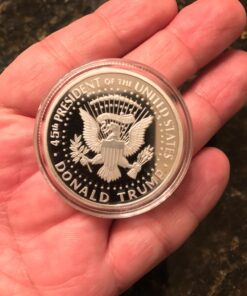 45th PRESIDENT OF THE UNITED STATES
DONALD TRUMP